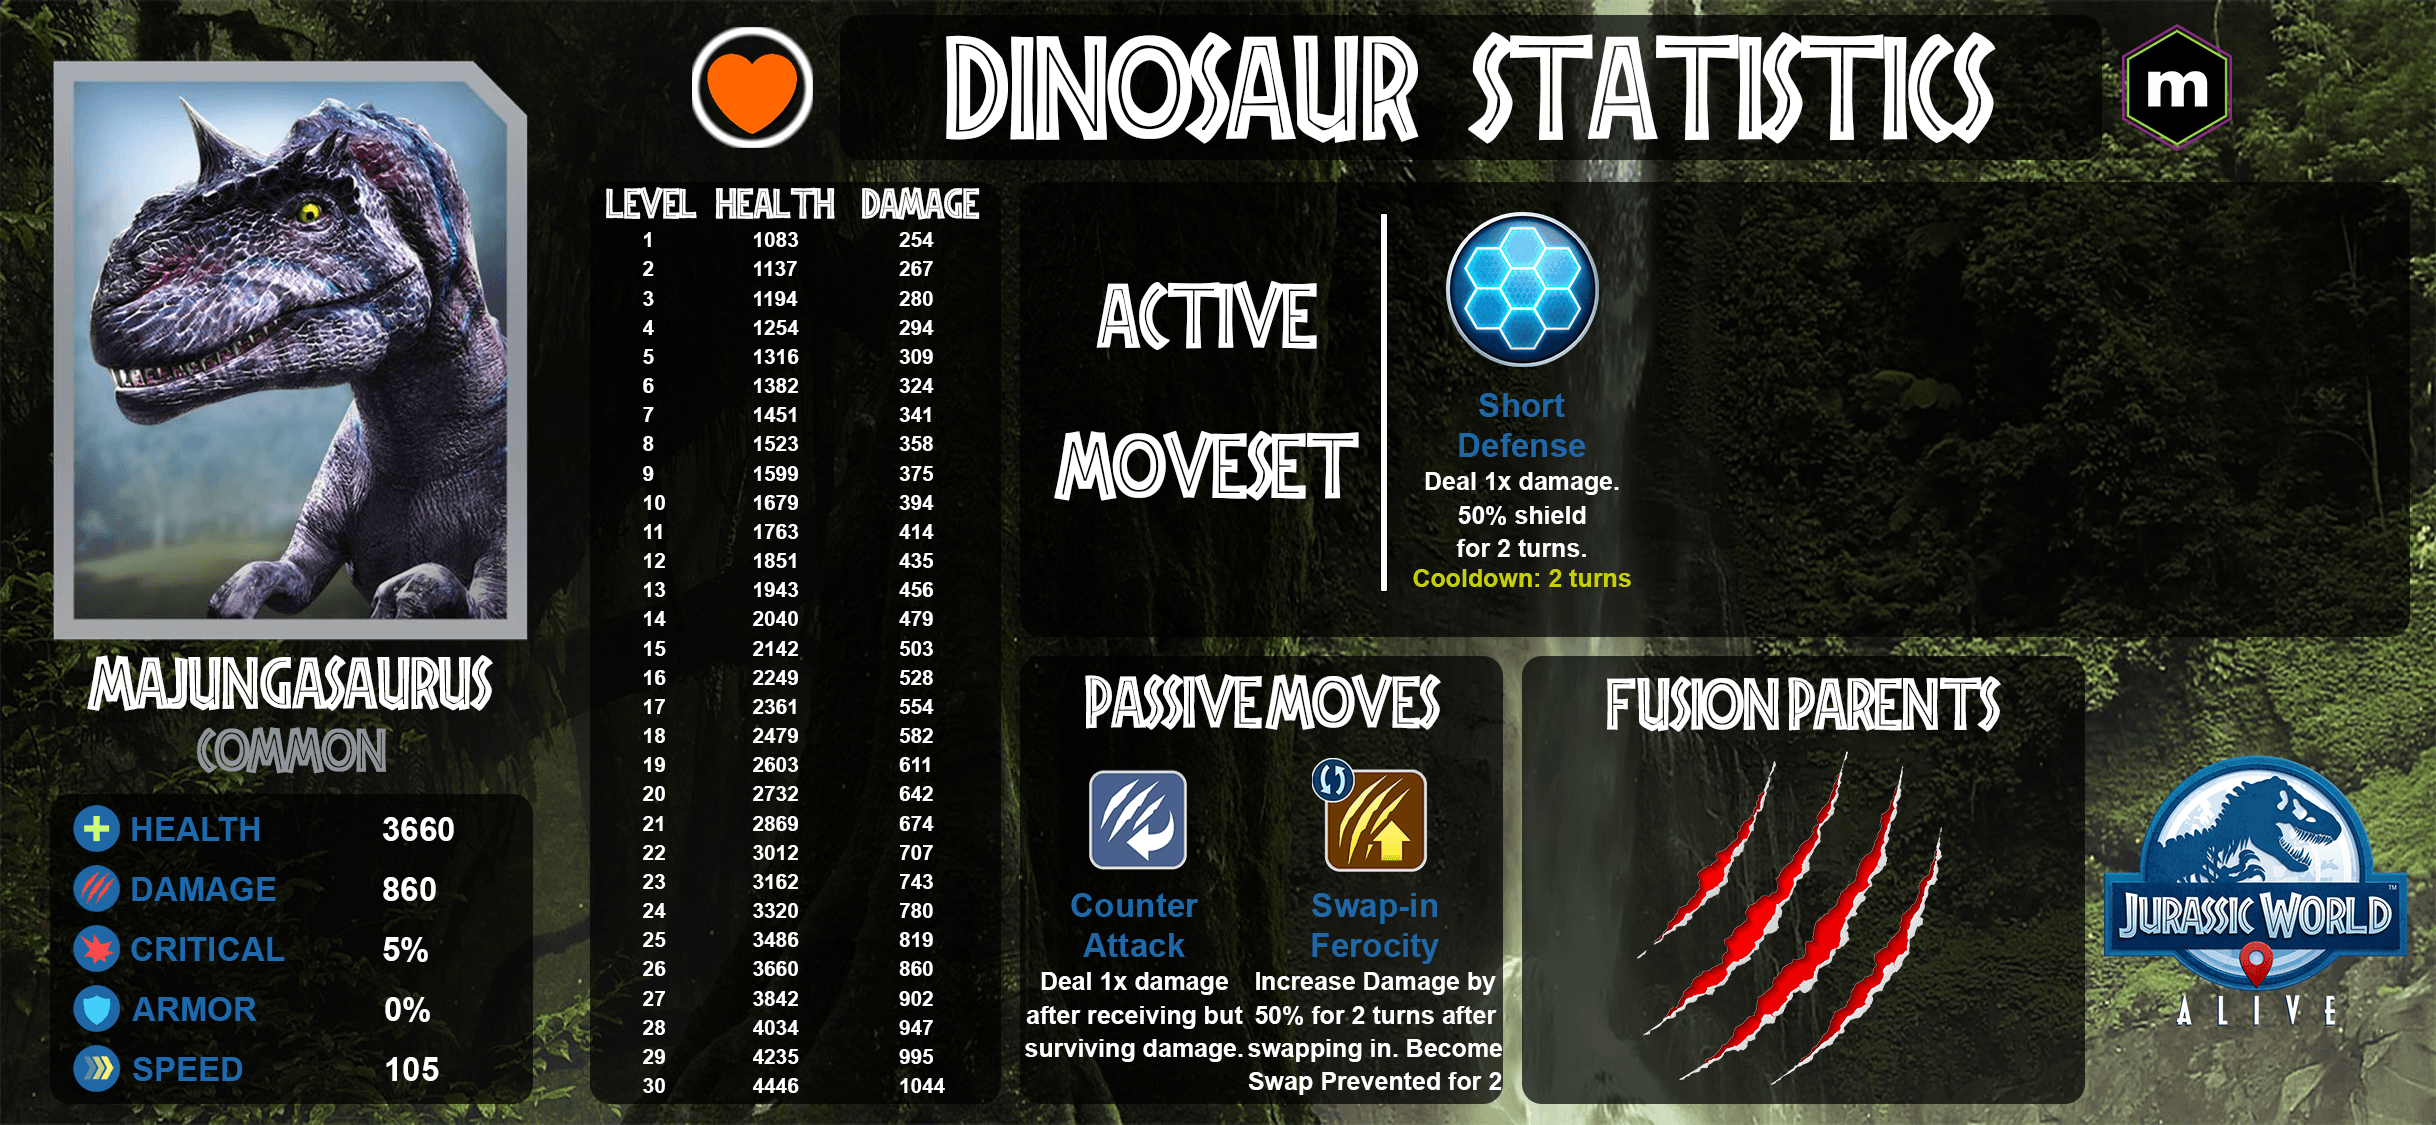 DINOSAUR STATISTICS
m
MAJUNGASAURUS
COMMON
HEALTH 3660
DAMAGE 860
CRITICAL 5%
ARMOR 0%
SPEED 105
LEVEL HEALTH DAMAGE
1 1083 254
2 1137 267
3 1194 280
4 1254 294
5 1316 309
6 1382 324
7 1451 341
8 1523 358
9 1599 375
10 1679 394
11 1763 414
12 1851 435
13 1943 456
14 2040 479
15 2142 503
16 2249 528
17 2361 554
18 2479 582
19 2603 611
20 2732 642
21 2869 674
22 3012 707
23 3162 743
24 3320 780
25 3486 819
26 3660 860
27 3842 902
28 4034 947
29 4235 995
30 4446 1044
ACTIVE
MOVESET
Short
Defense
Deal 1x damage.
50% shield
for 2 turns.
Cooldown: 2 turns
PASSIVE MOVES
Counter
Attack
Deal 1x damage
after receiving but
surviving damage.
Swap-in
Ferocity
Increase Damage by
50% for 2 turns after
swapping in. Become
Swap Prevented for 2
FUSION PARENTS
JURASSIC WORLD™
ALIVE